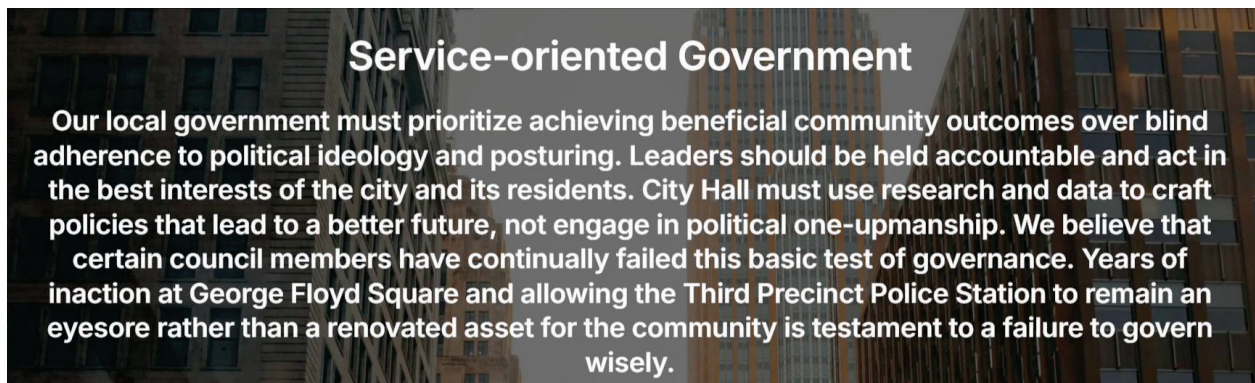 Service-oriented Government
Our local government must prioritize achieving beneficial community outcomes over blind
adherence to political ideology and posturing. Leaders should be held accountable and act in
the best interests of the city and its residents. City Hall must use research and data to craft
policies that lead to a better future, not engage in political one-upmanship. We believe that
certain council members have continually failed this basic test of governance. Years of
inaction at George Floyd Square and allowing the Third Precinct Police Station to remain an
eyesore rather than a renovated asset for the community is testament to a failure to govern
wisely.